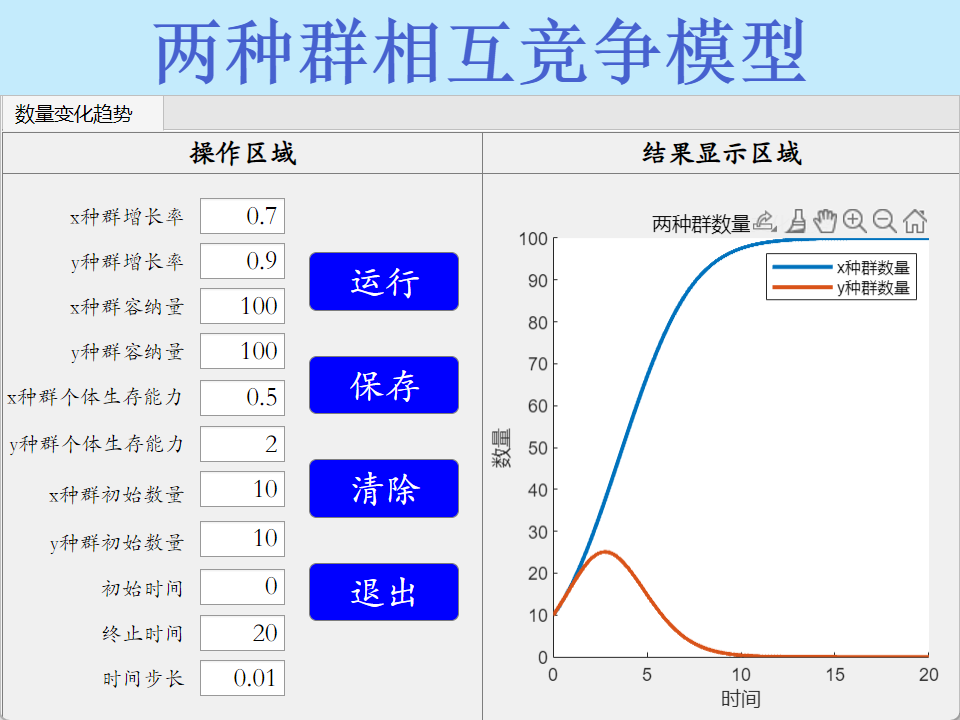 两种群相互竞争模型
数量变化趋势
操作区域
x种群增长率 0.7
y种群增长率 0.9
x种群容纳量 100
y种群容纳量 100
x种群个体生存能力 0.5
y种群个体生存能力 2
x种群初始数量 10
y种群初始数量 10
初始时间 0
终止时间 20
时间步长 0.01
运行
保存
清除
退出
结果显示区域
两种群数量
x种群数量
y种群数量
数量
100
90
80
70
60
50
40
30
20
10
0
0 5 10 15 20
时间